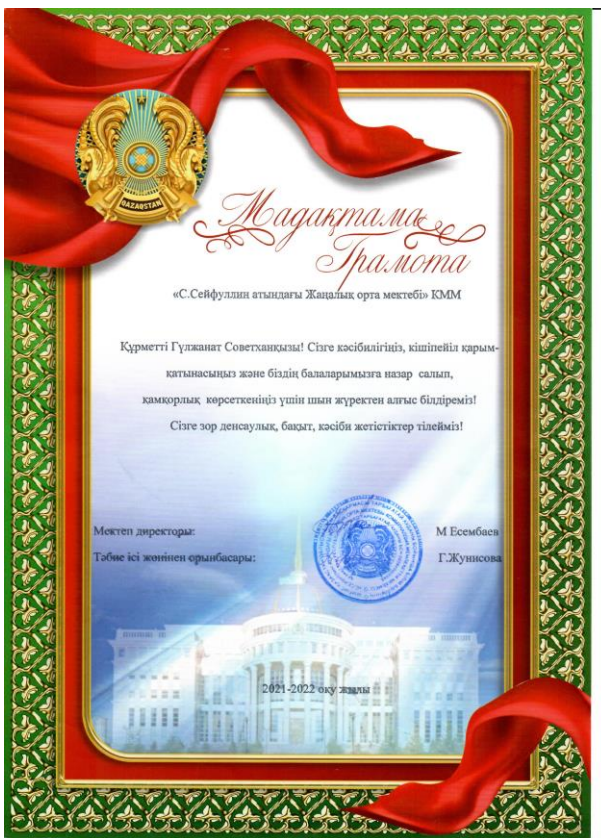 QAZAQSTAN
Мадақтама
Грамота
«С.Сейфуллин атындағы Жаңалық орта мектебі» КММ
Құрметті Гүлжанат Советханқызы! Сізге кәсібилігіңіз, кішіпейіл қарым-
қатынасыңыз және біздің балаларымызға назар салып,
қамқорлық көрсеткеніңіз үшін шын жүректен алғыс білдіреміз!
Сізге зор денсаулық, бақыт, кәсіби жетістіктер тілейміз!
Мектеп директоры: М Есембаев
Тәбие ісі жөнінен орынбасары: Г.Жунисова
2021-2022 оқу жылы